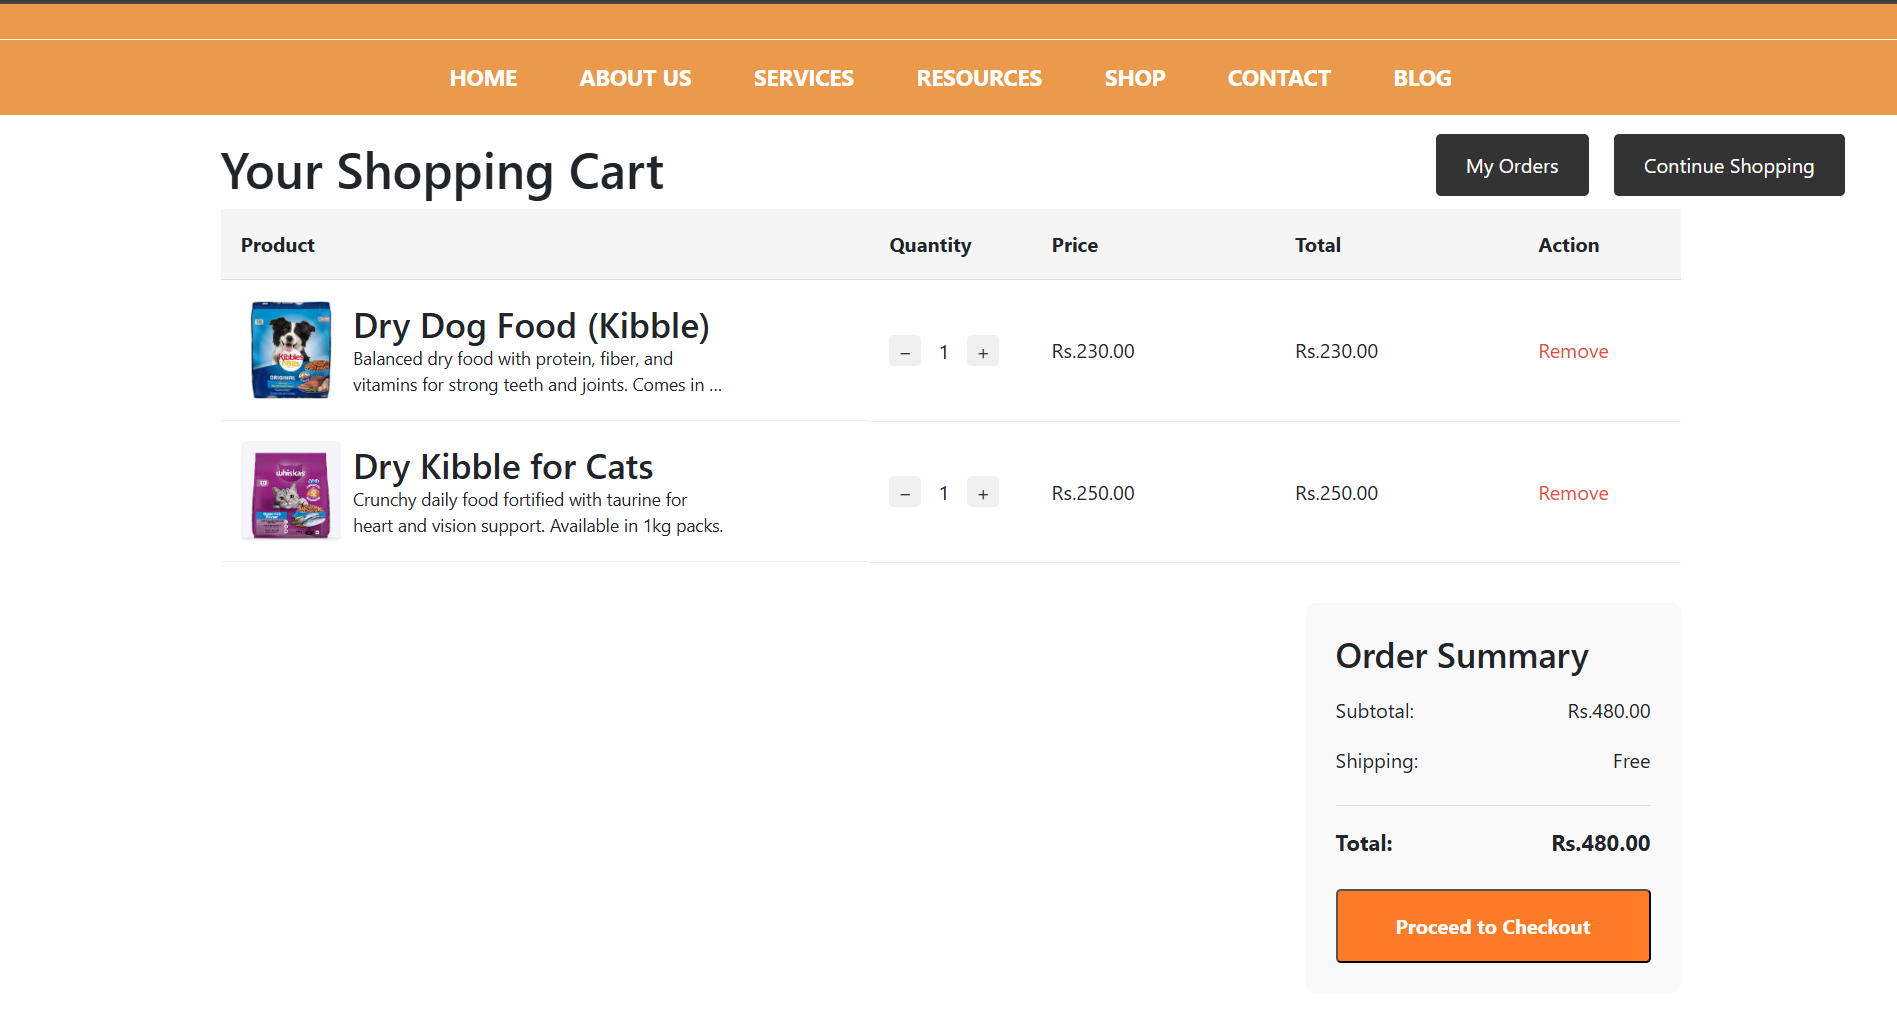 HOME ABOUT US SERVICES RESOURCES SHOP CONTACT BLOG
Your Shopping Cart
My Orders Continue Shopping
Product Quantity Price Total Action
Dry Dog Food (Kibble)
Balanced dry food with protein, fiber, and
vitamins for strong teeth and joints. Comes in ...
Kibbles
ORIGINAL
– 1 + Rs.230.00 Rs.230.00 Remove
Dry Kibble for Cats
Crunchy daily food fortified with taurine for
heart and vision support. Available in 1kg packs.
whiskas
– 1 + Rs.250.00 Rs.250.00 Remove
Order Summary
Subtotal: Rs.480.00
Shipping: Free
Total: Rs.480.00
Proceed to Checkout